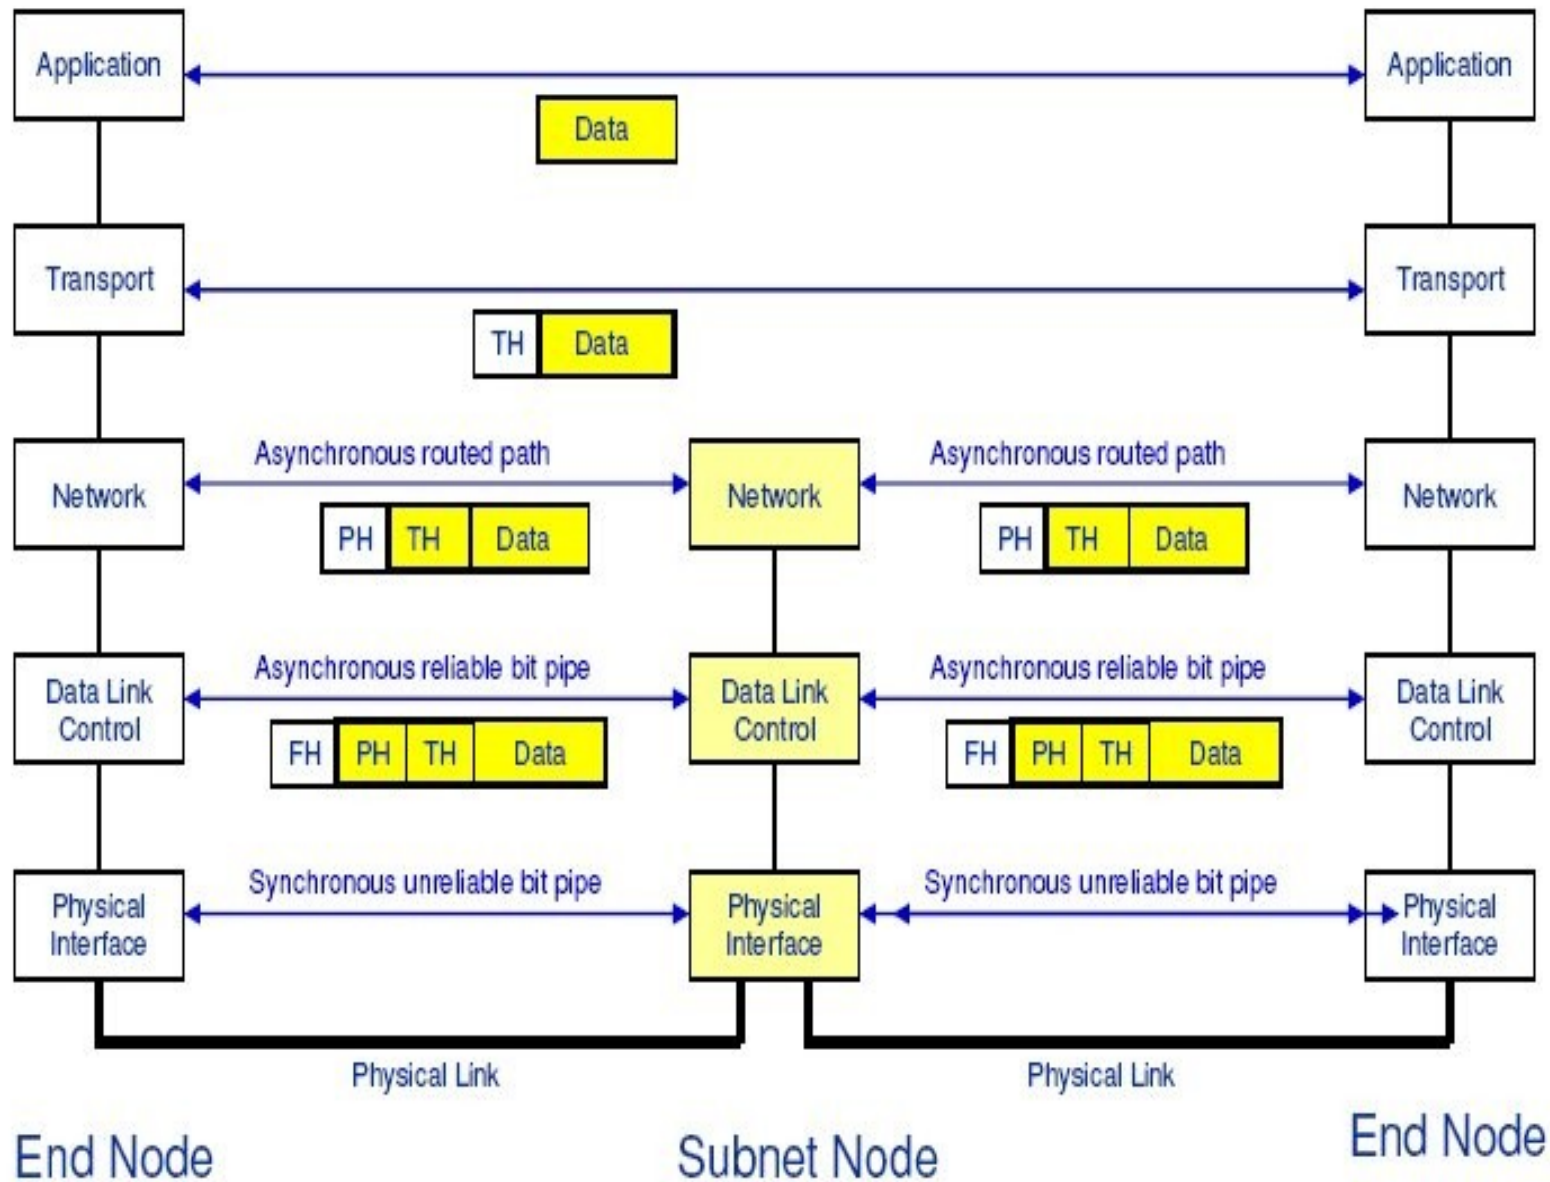 Application
Application
Data
Transport
Transport
TH Data
Asynchronous routed path
Asynchronous routed path
Network
Network
Network
PH TH Data
PH TH Data
Asynchronous reliable bit pipe
Asynchronous reliable bit pipe
Data Link
Control
Data Link
Control
Data Link
Control
FH PH TH Data
FH PH TH Data
Synchronous unreliable bit pipe
Synchronous unreliable bit pipe
Physical
Interface
Physical
Interface
Physical
Interface
Physical Link
Physical Link
End Node
Subnet Node
End Node